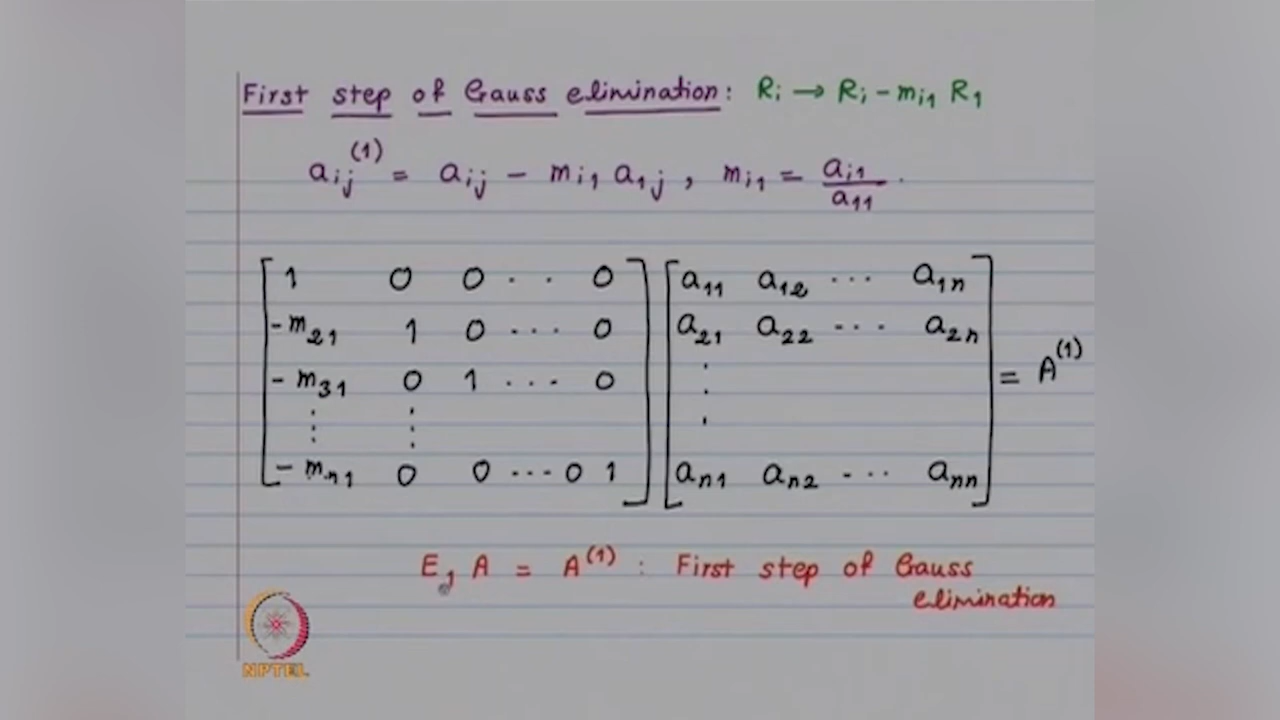 First step of Gauss elimination: Ri → Ri - mi1 R1
aij^(1) = aij - mi1 a1j , mi1 = ai1/a11 .
[ 1 0 0 · · 0 ] [ a11 a12 ··· a1n ]
[ -m21 1 0 ··· 0 ] [ a21 a22 ··· a2n ]
[ -m31 0 1 ··· 0 ] [ ⋮ ] = A^(1)
[ ⋮ ⋮ ]
[ -mn1 0 0 ··· 0 1 ] [ an1 an2 ··· ann ]
E1 A = A^(1) : First step of Gauss
elimination
NPTEL